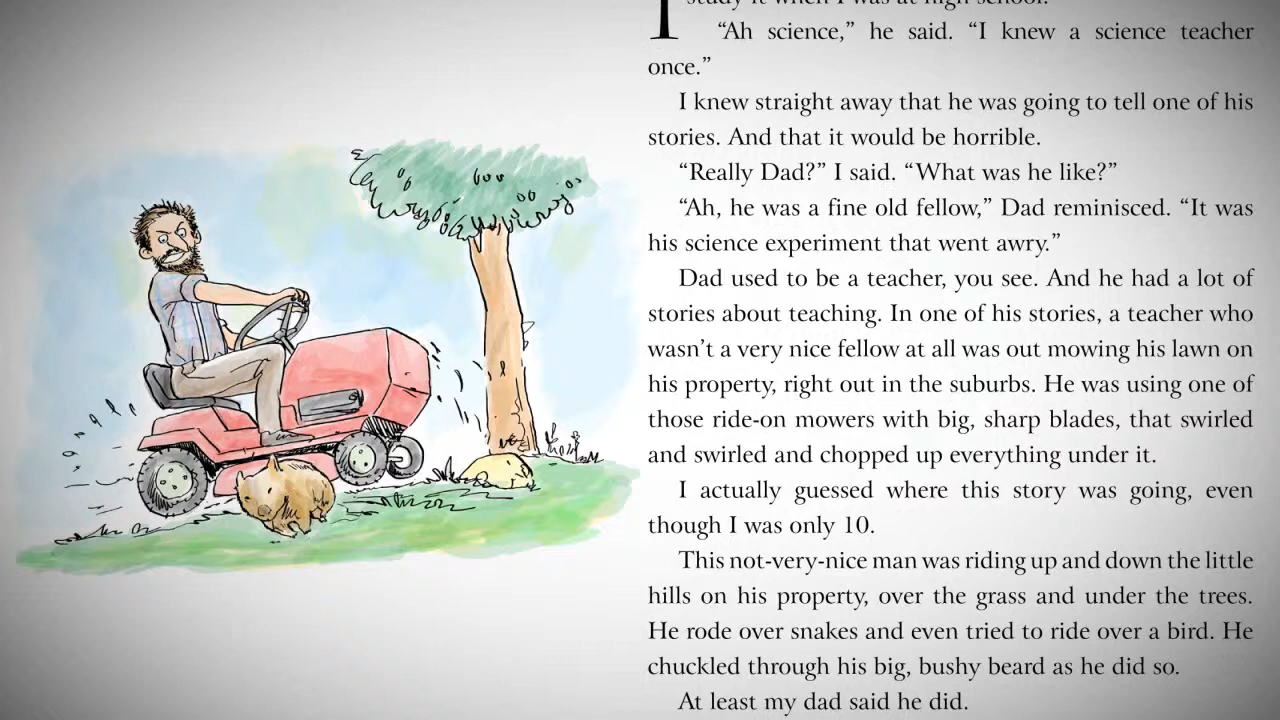 study it when I was at high school.
I “Ah science,” he said. “I knew a science teacher
once.”
I knew straight away that he was going to tell one of his
stories. And that it would be horrible.
“Really Dad?” I said. “What was he like?”
“Ah, he was a fine old fellow,” Dad reminisced. “It was
his science experiment that went awry.”
Dad used to be a teacher, you see. And he had a lot of
stories about teaching. In one of his stories, a teacher who
wasn’t a very nice fellow at all was out mowing his lawn on
his property, right out in the suburbs. He was using one of
those ride-on mowers with big, sharp blades, that swirled
and swirled and chopped up everything under it.
I actually guessed where this story was going, even
though I was only 10.
This not-very-nice man was riding up and down the little
hills on his property, over the grass and under the trees.
He rode over snakes and even tried to ride over a bird. He
chuckled through his big, bushy beard as he did so.
At least my dad said he did.